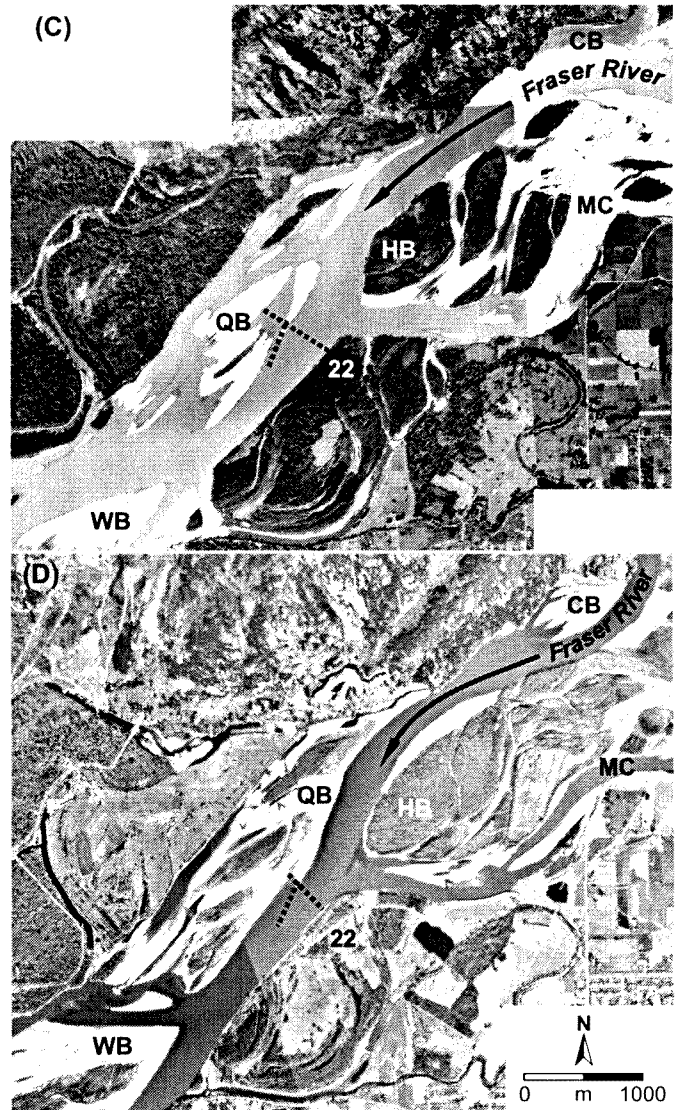 (C)
CB
Fraser River
MC
HB
QB
22
WB
(D)
CB
Fraser River
MC
QB
HB
22
WB
N
0 m 1000